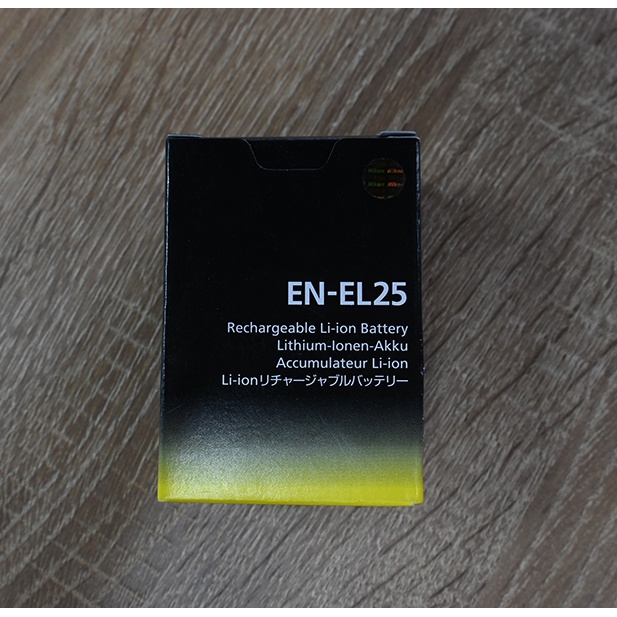 EN-EL25
Rechargeable Li-ion Battery
Lithium-Ionen-Akku
Accumulateur Li-ion
Li-ionリチャージャブルバッテリー